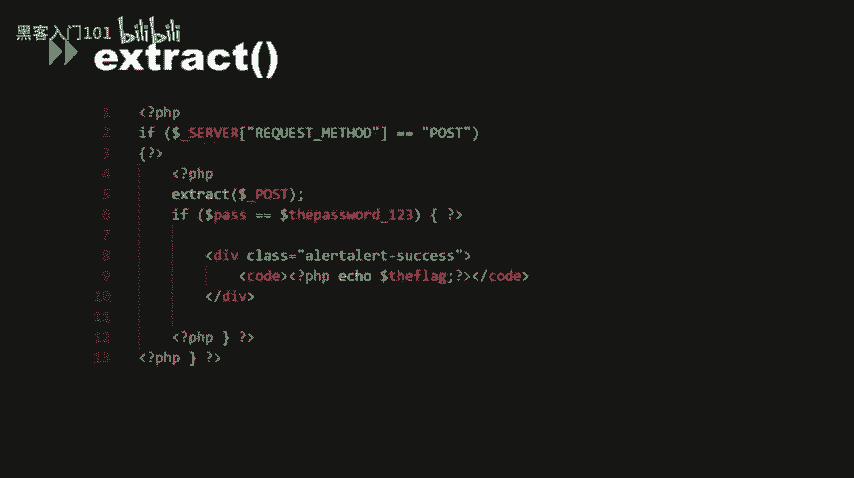 黑客入门101 bilibili
extract()
1 <?php
2 if ($_SERVER["REQUEST_METHOD"] == "POST")
3 {?>
4 <?php
5 extract($_POST);
6 if ($pass == $thepassword_123) { ?>
7
8 <div class="alertalert-success">
9 <code><?php echo $theflag;?></code>
10 </div>
11
12 <?php } ?>
13 <?php } ?>